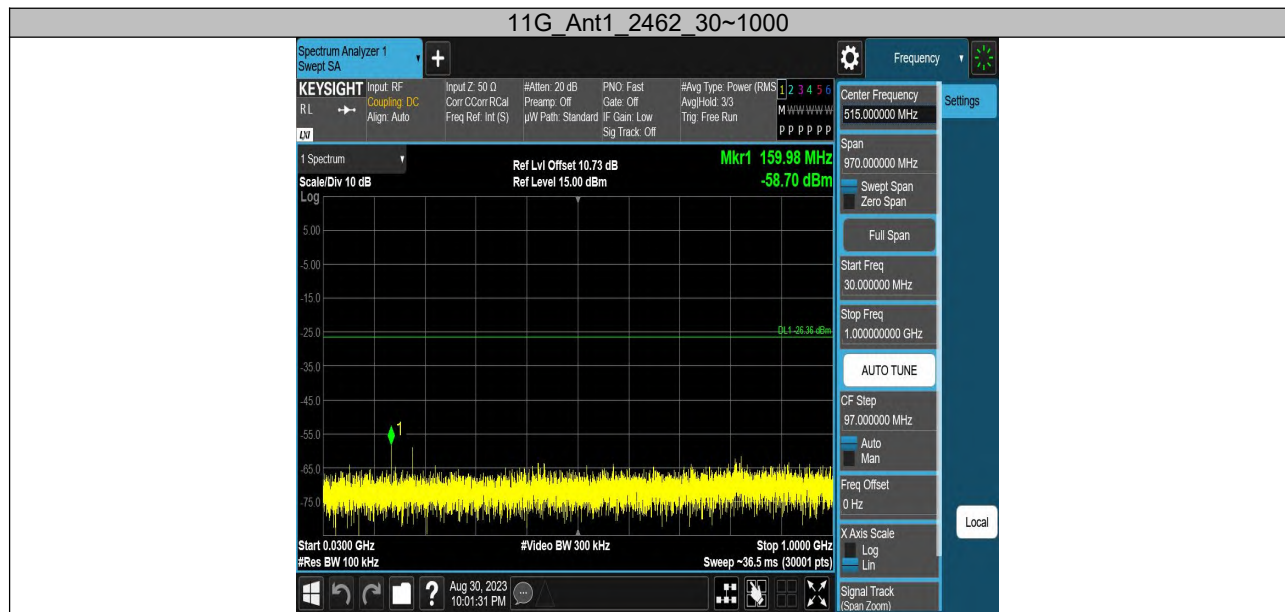 11G_Ant1_2462_30~1000
Spectrum Analyzer 1
Swept SA
+
Frequency
KEYSIGHT
RL
LXI
Input: RF
Coupling: DC
Align: Auto
Input Z: 50 Ω
Corr CCorr RCal
Freq Ref: Int (S)
#Atten: 20 dB
Preamp: Off
µW Path: Standard
PNO: Fast
Gate: Off
IF Gain: Low
Sig Track: Off
#Avg Type: Power (RMS
Avg|Hold: 3/3
Trig: Free Run
1 2 3 4 5 6
M W W W W W
P P P P P P
1 Spectrum
Scale/Div 10 dB
Log
Ref Lvl Offset 10.73 dB
Ref Level 15.00 dBm
Mkr1 159.98 MHz
-58.70 dBm
5.00
-5.00
-15.0
-25.0
-35.0
-45.0
-55.0
-65.0
-75.0
DL1 -26.36 dBm
1
Start 0.0300 GHz
#Res BW 100 kHz
#Video BW 300 kHz
Stop 1.0000 GHz
Sweep ~36.5 ms (30001 pts)
Center Frequency
515.000000 MHz
Span
970.000000 MHz
Swept Span
Zero Span
Full Span
Start Freq
30.000000 MHz
Stop Freq
1.000000000 GHz
AUTO TUNE
CF Step
97.000000 MHz
Auto
Man
Freq Offset
0 Hz
X Axis Scale
Log
Lin
Signal Track
(Span Zoom)
Settings
Local
?
Aug 30, 2023
10:01:31 PM